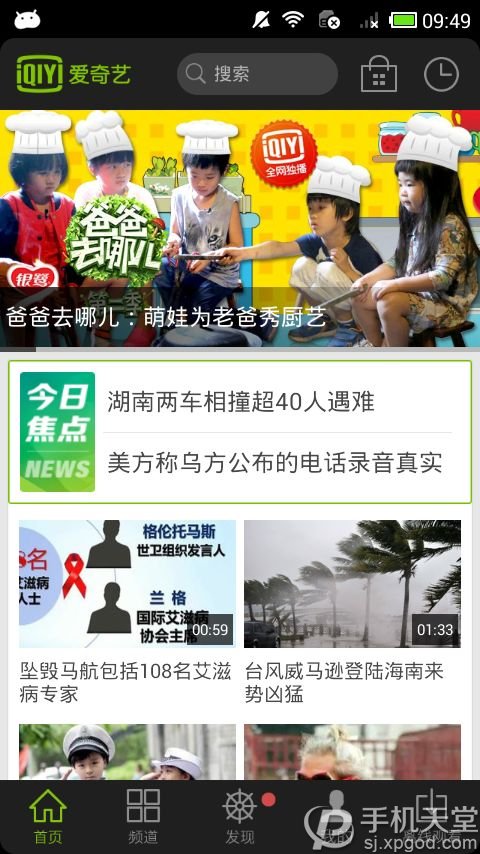 09:49
iQIYI 爱奇艺
搜索
iQIYI
全网独播
爸爸
去哪儿
银鹭
第二季
爸爸去哪儿：萌娃为老爸秀厨艺
今日
焦点
NEWS
湖南两车相撞超40人遇难
美方称乌方公布的电话录音真实
格伦托马斯
世卫组织发言人
8名
艾滋病
人士
兰 格
国际艾滋病
协会主席
00:59
01:33
坠毁马航包括108名艾滋
病专家
台风威马逊登陆海南来
势凶猛
首页
频道
发现
我的
离线观看
手机天堂
sj.xpgod.com